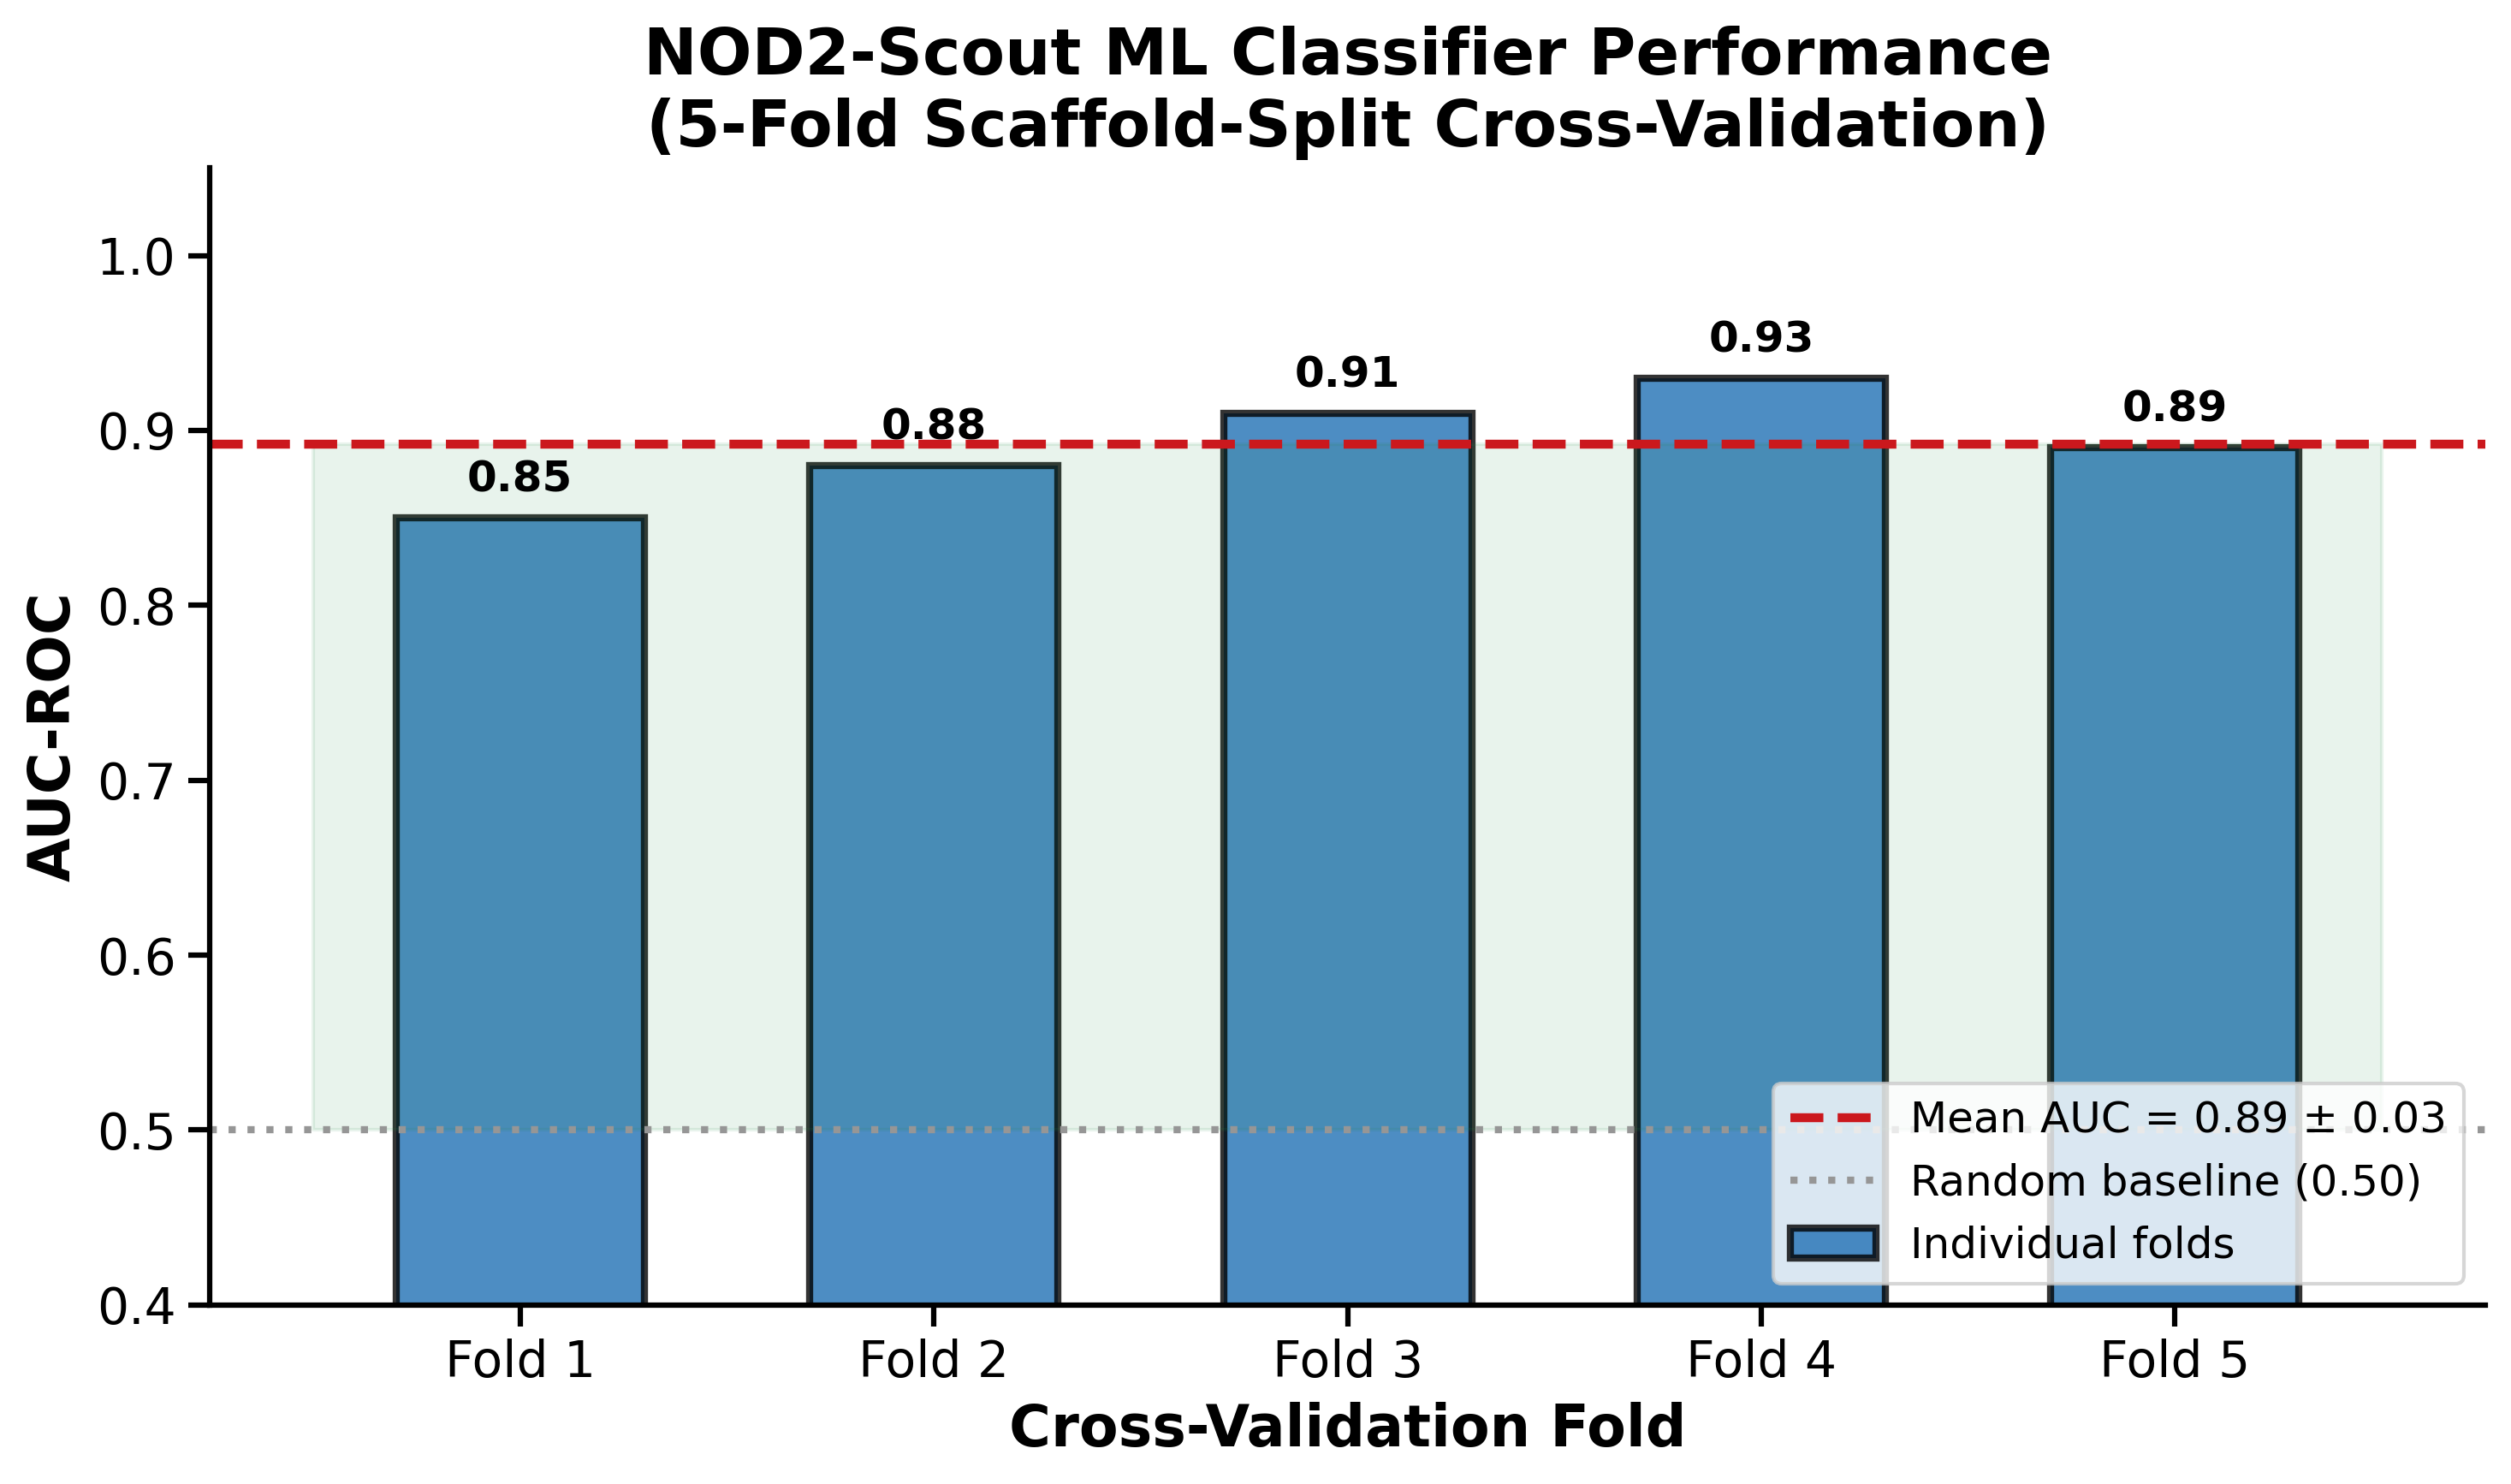 NOD2-Scout ML Classifier Performance
(5-Fold Scaffold-Split Cross-Validation)
AUC-ROC
1.0
0.9
0.8
0.7
0.6
0.5
0.4
0.85
0.88
0.91
0.93
0.89
Mean AUC = 0.89 ± 0.03
Random baseline (0.50)
Individual folds
Fold 1
Fold 2
Fold 3
Fold 4
Fold 5
Cross-Validation Fold